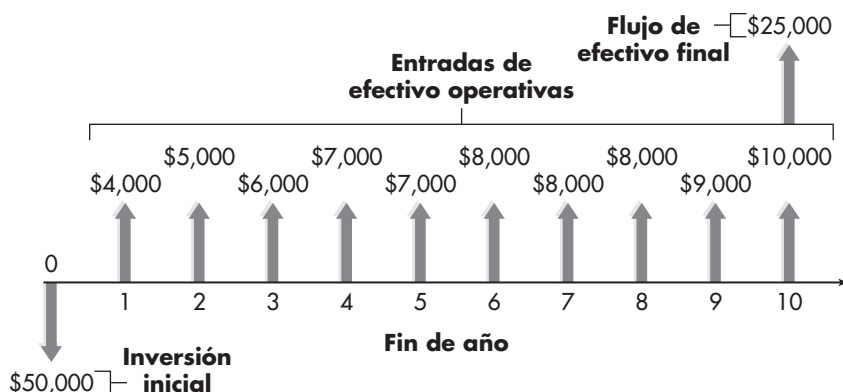 Flujo de
efectivo final
$25,000
Entradas de
efectivo operativas
$5,000 $7,000 $8,000 $8,000 $10,000
$4,000 $6,000 $7,000 $8,000 $9,000
0
1 2 3 4 5 6 7 8 9 10
Fin de año
$50,000
Inversión
inicial